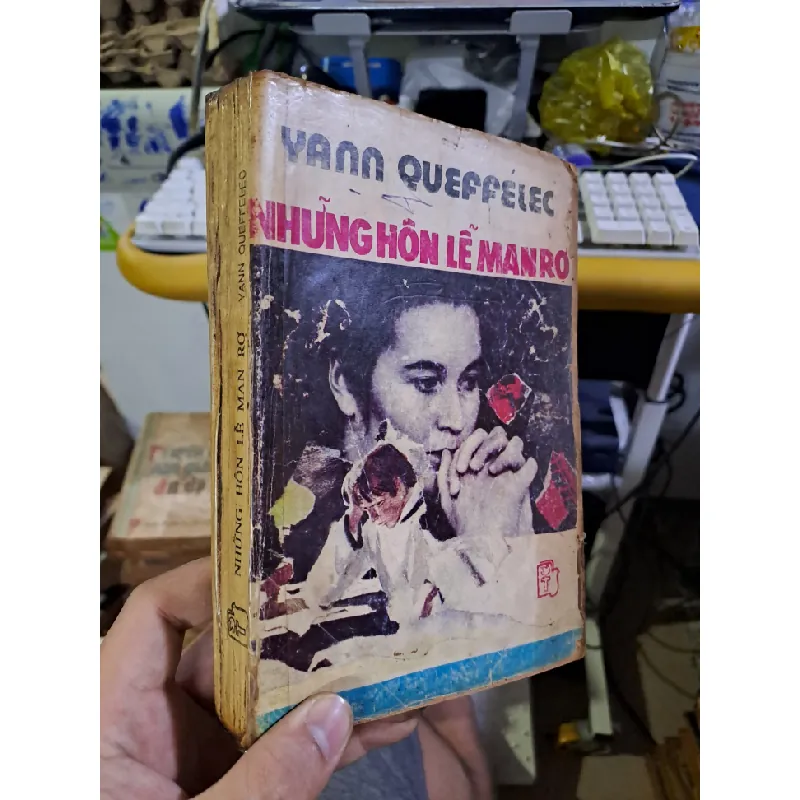 YANN QUEFFÉLEC
NHỮNG HÔN LỄ MAN RỢ
NHỮNG HÔN LỄ MAN RỢ YANN QUEFFÉLEC